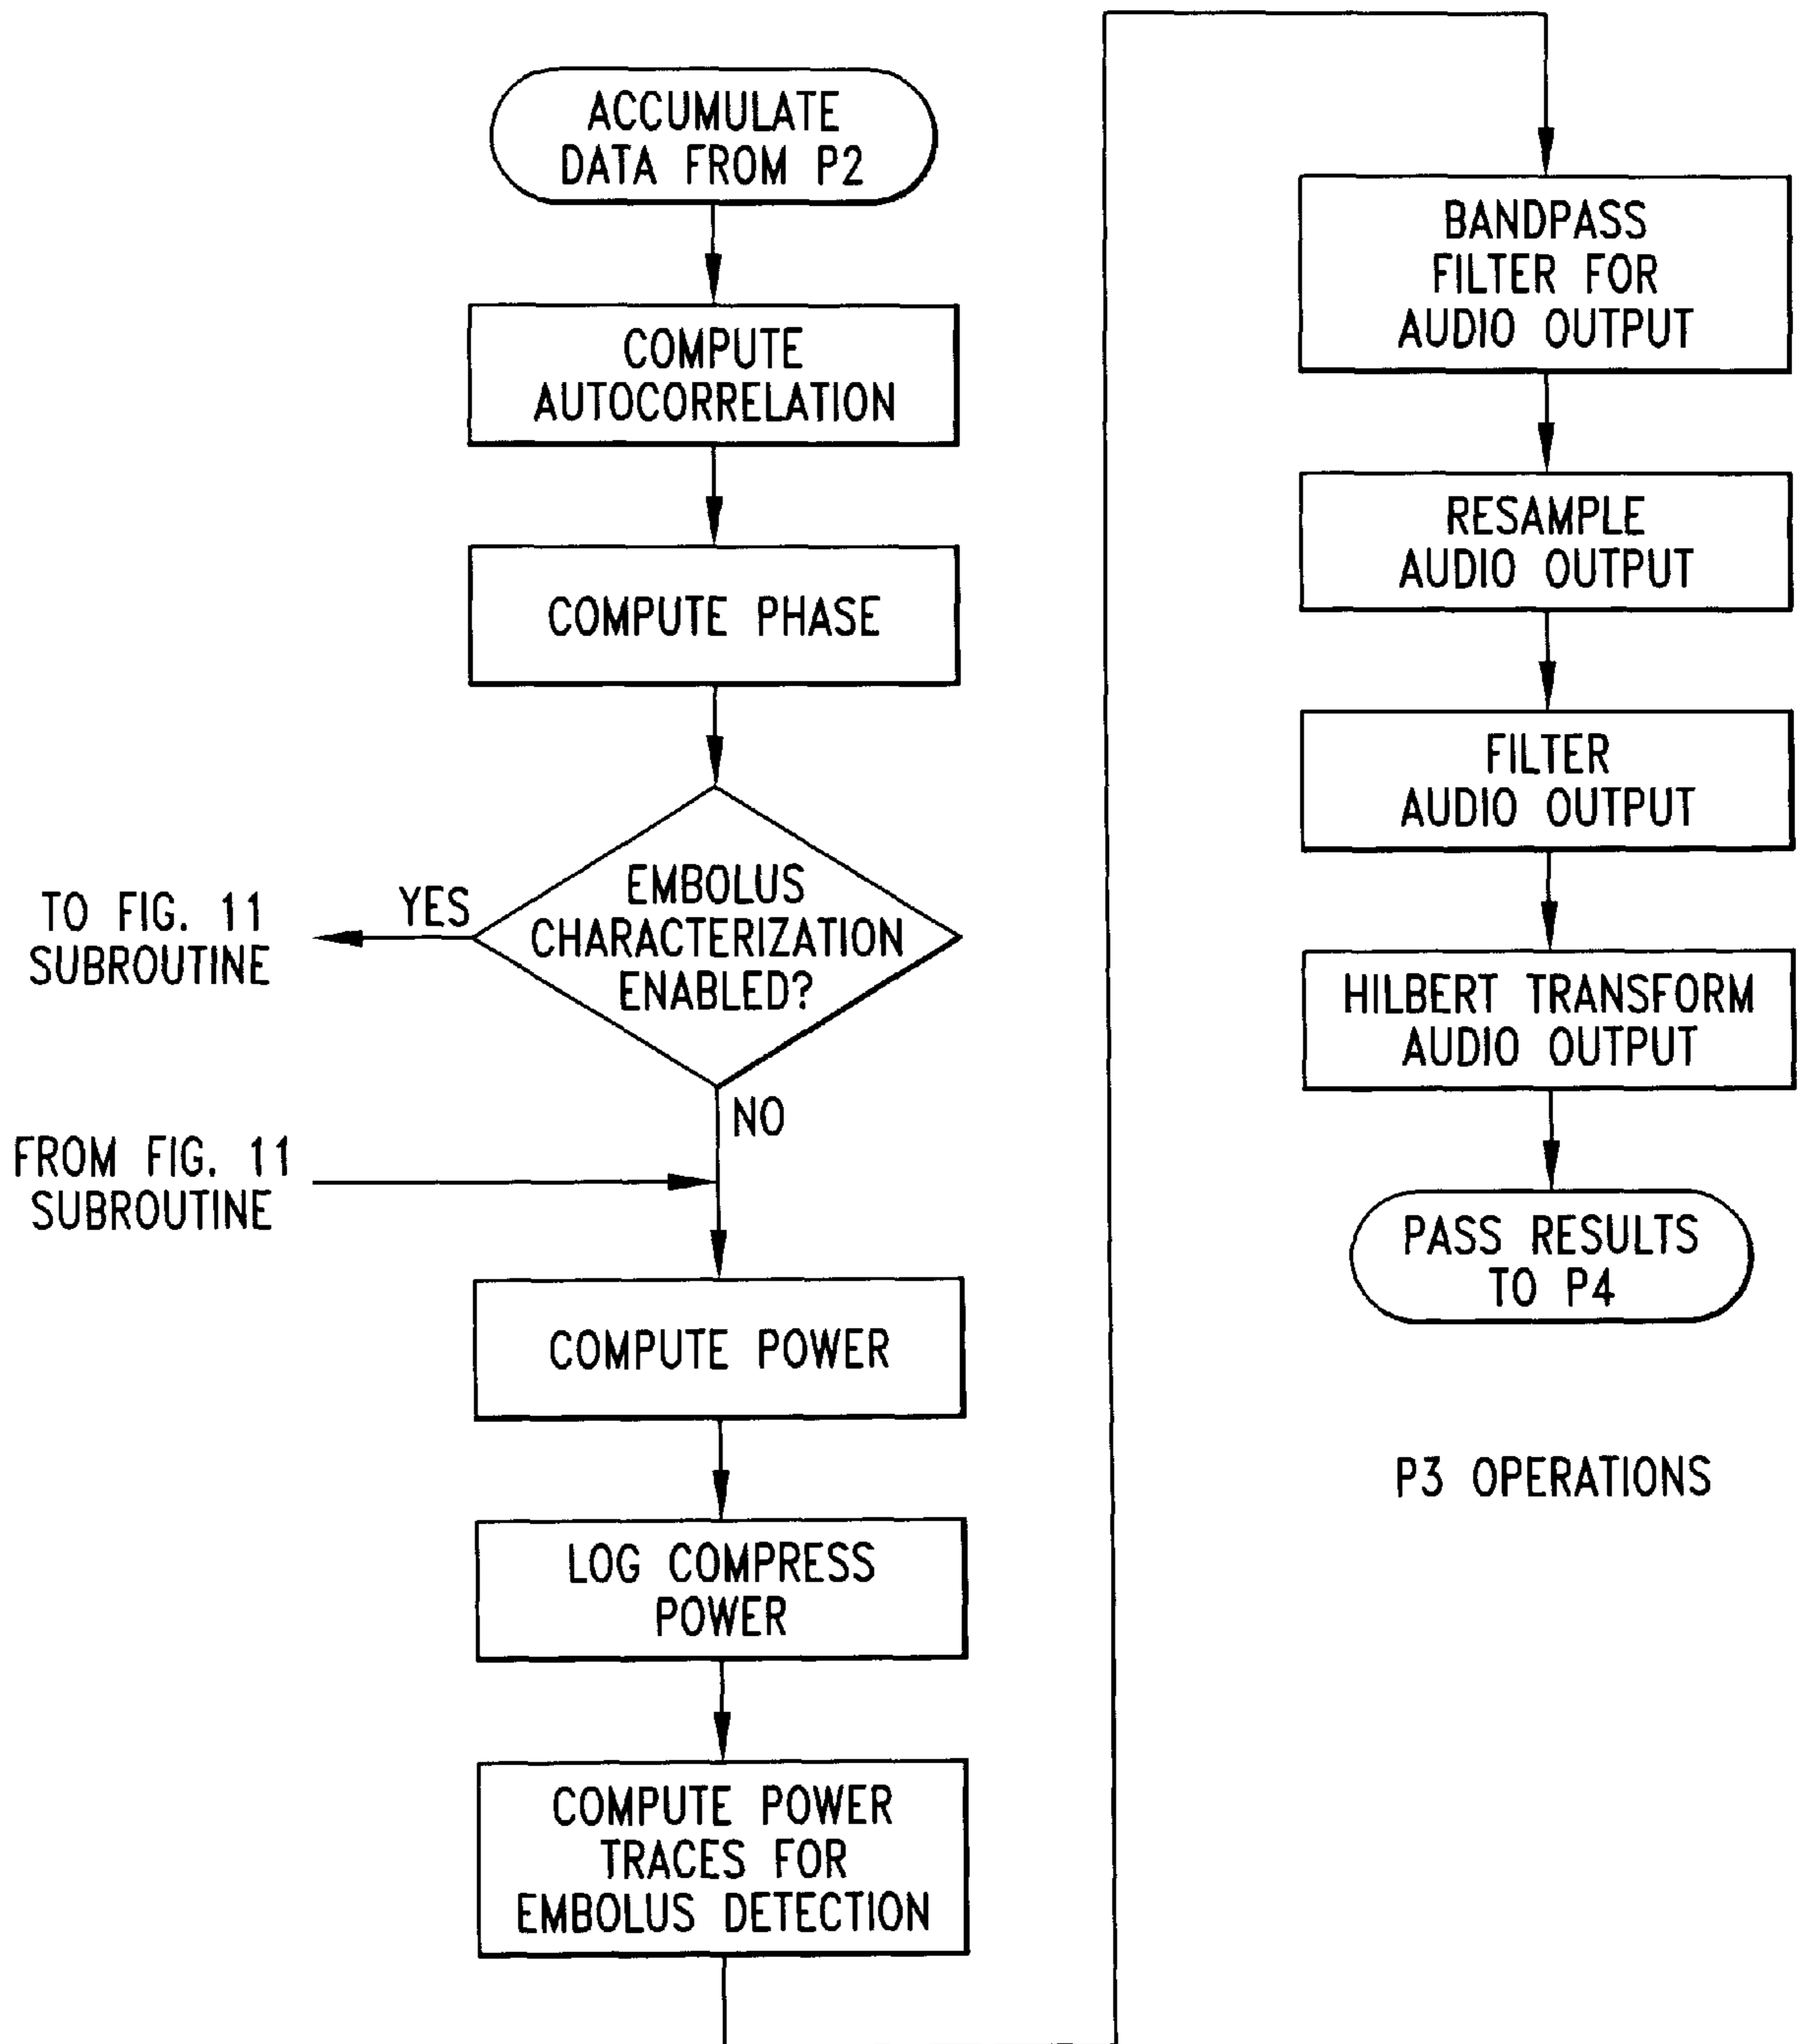 ACCUMULATE
DATA FROM P2
COMPUTE
AUTOCORRELATION
COMPUTE PHASE
EMBOLUS
CHARACTERIZATION
ENABLED?
YES
TO FIG. 11
SUBROUTINE
NO
FROM FIG. 11
SUBROUTINE
COMPUTE POWER
LOG COMPRESS
POWER
COMPUTE POWER
TRACES FOR
EMBOLUS DETECTION
BANDPASS
FILTER FOR
AUDIO OUTPUT
RESAMPLE
AUDIO OUTPUT
FILTER
AUDIO OUTPUT
HILBERT TRANSFORM
AUDIO OUTPUT
PASS RESULTS
TO P4
P3 OPERATIONS